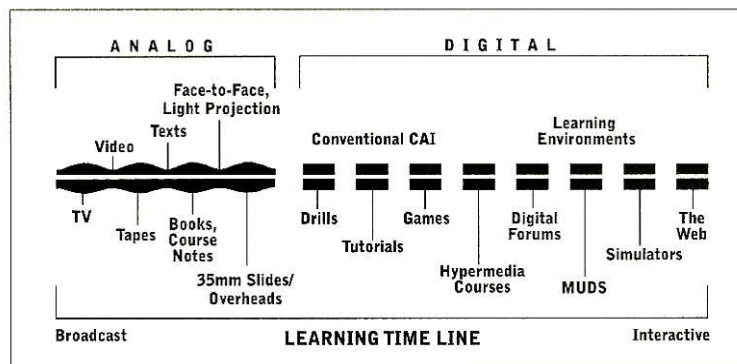 ANALOG
DIGITAL
Face-to-Face,
Light Projection
Texts
Video
Conventional CAI
Learning
Environments
TV
Tapes
Books,
Course
Notes
35mm Slides/
Overheads
Drills
Tutorials
Games
Hypermedia
Courses
Digital
Forums
MUDS
Simulators
The
Web
Broadcast
LEARNING TIME LINE
Interactive